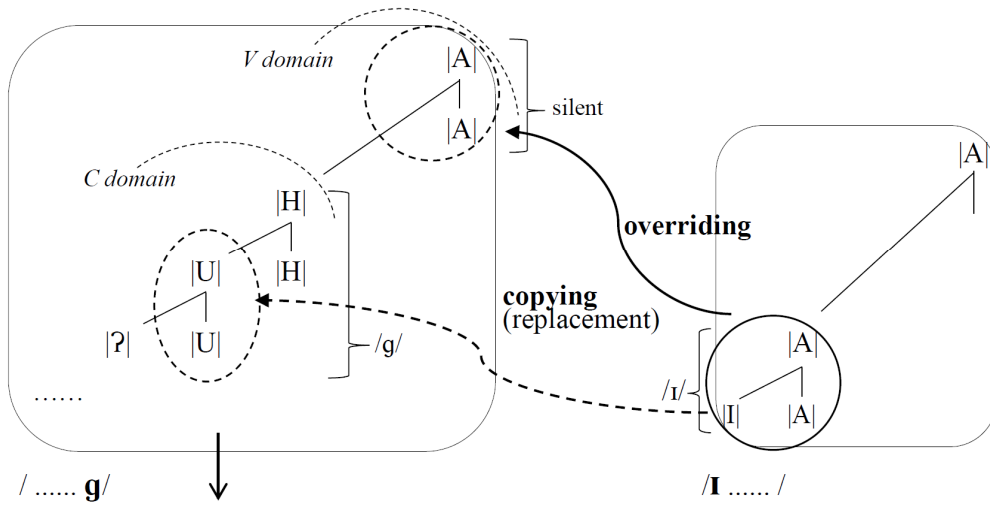 V domain
|A|
|A|
silent
C domain
|H|
|H|
|U|
|ʔ|
|U|
/ɡ/
……
/ …… ɡ/
overriding
copying
(replacement)
|A|
|A|
/ɪ/
|I|
|A|
/ɪ …… /